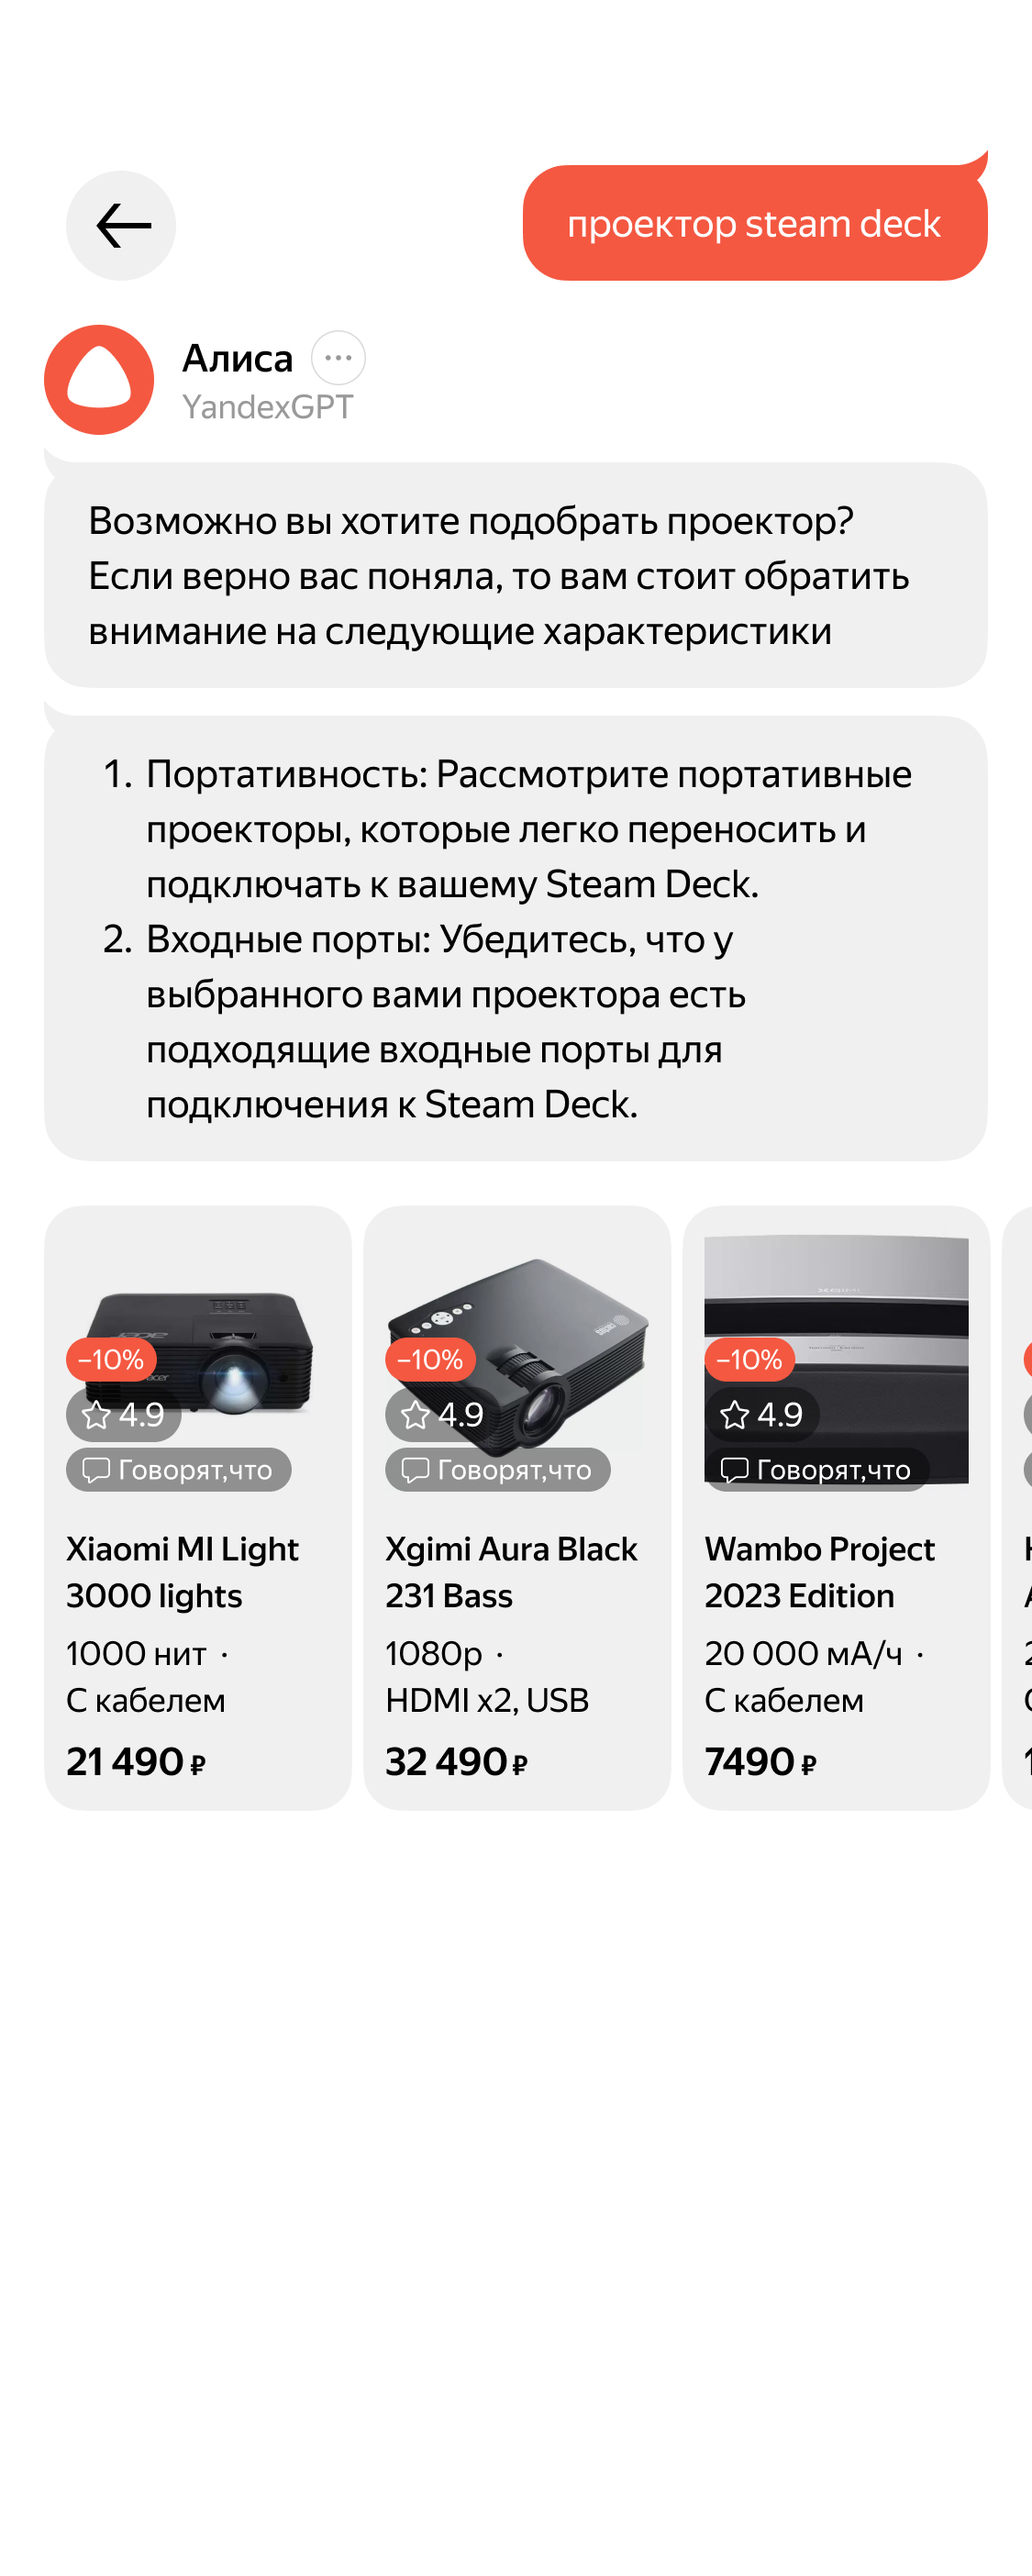 проектор steam deck
Алиса
YandexGPT
Возможно вы хотите подобрать проектор?
Если верно вас поняла, то вам стоит обратить
внимание на следующие характеристики
1. Портативность: Рассмотрите портативные
проекторы, которые легко переносить и
подключать к вашему Steam Deck.
2. Входные порты: Убедитесь, что у
выбранного вами проектора есть
подходящие входные порты для
подключения к Steam Deck.
acer
–10%
4.9
Говорят,что
Xiaomi MI Light
3000 lights
1000 нит ·
С кабелем
21 490 ₽
–10%
4.9
Говорят,что
Xgimi Aura Black
231 Bass
1080p ·
HDMI x2, USB
32 490 ₽
XGIMI
–10%
4.9
Говорят,что
Wambo Project
2023 Edition
20 000 мА/ч ·
С кабелем
7490 ₽